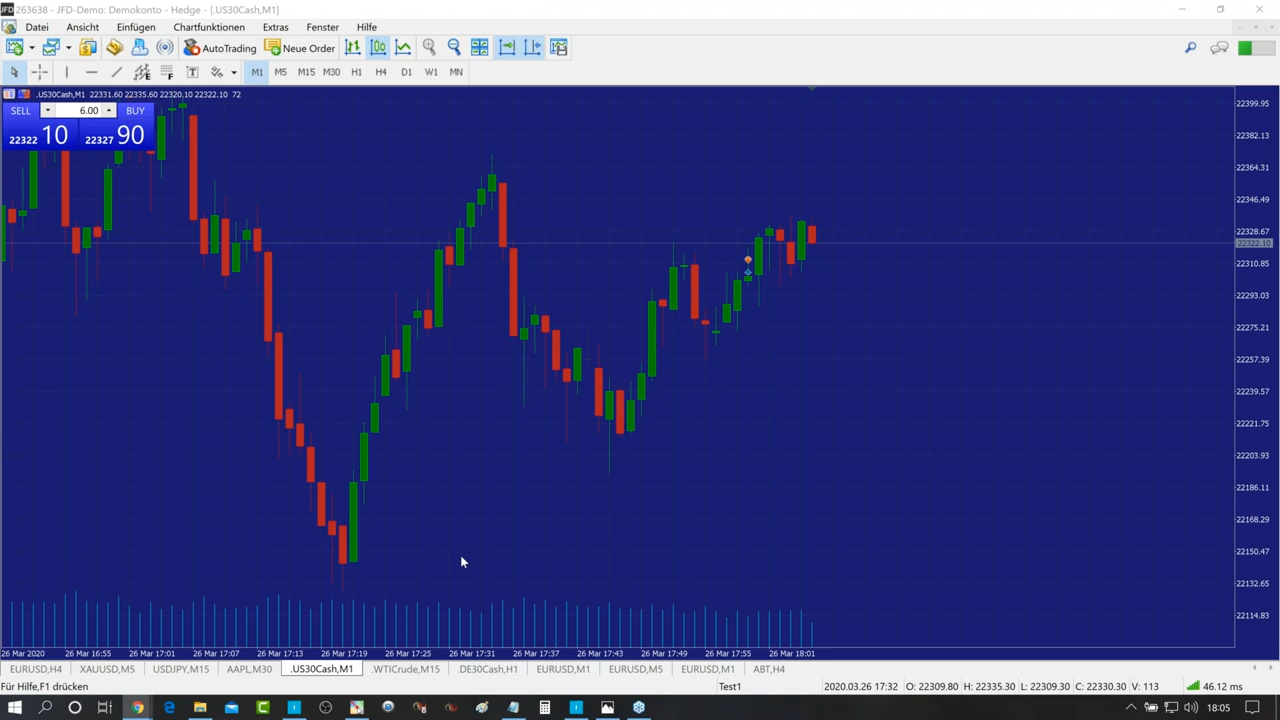 263638 - JFD-Demo: Demokonto - Hedge - [.US30Cash,M1]
Datei Ansicht Einfügen Chartfunktionen Extras Fenster Hilfe
AutoTrading Neue Order
M1 M5 M15 M30 H1 H4 D1 W1 MN
.US30Cash,M1 22331.60 22335.60 22320.10 22322.10 72
SELL 6.00 BUY
22322 10 22327 90
22399.95
22382.13
22364.31
22346.49
22328.67
22322.10
22310.85
22293.03
22275.21
22257.39
22239.57
22221.75
22203.93
22186.11
22168.29
22150.47
22132.65
22114.83
26 Mar 2020 26 Mar 16:55 26 Mar 17:01 26 Mar 17:07 26 Mar 17:13 26 Mar 17:19 26 Mar 17:25 26 Mar 17:31 26 Mar 17:37 26 Mar 17:43 26 Mar 17:49 26 Mar 17:55 26 Mar 18:01
EURUSD,H4 XAUUSD,M5 USDJPY,M15 AAPL,M30 .US30Cash,M1 .WTICrude,M15 .DE30Cash,H1 EURUSD,M1 EURUSD,M5 EURUSD,M1 ABT,H4
Für Hilfe,F1 drücken Test1 2020.03.26 17:32 O: 22309.80 H: 22335.30 L: 22309.30 C: 22330.30 V: 113 46.12 ms
18:05